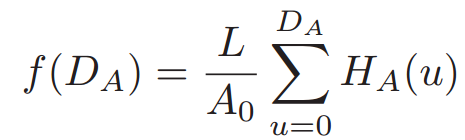 f(D_A) = \frac{L}{A_0} \sum_{u=0}^{D_A} H_A(u)